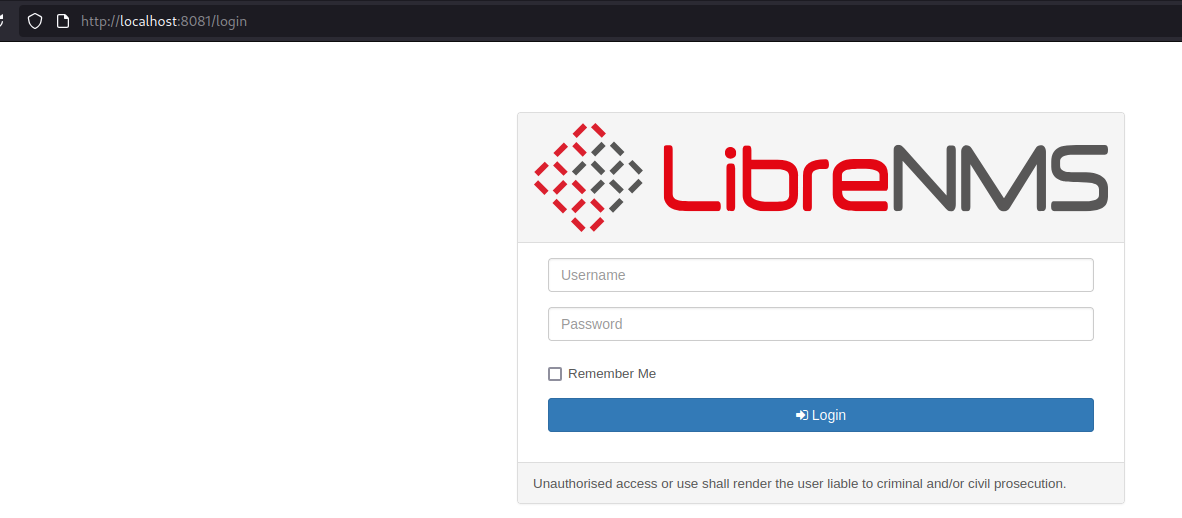 http://localhost:8081/login
LibreNMS
Username
Password
Remember Me
Login
Unauthorised access or use shall render the user liable to criminal and/or civil prosecution.